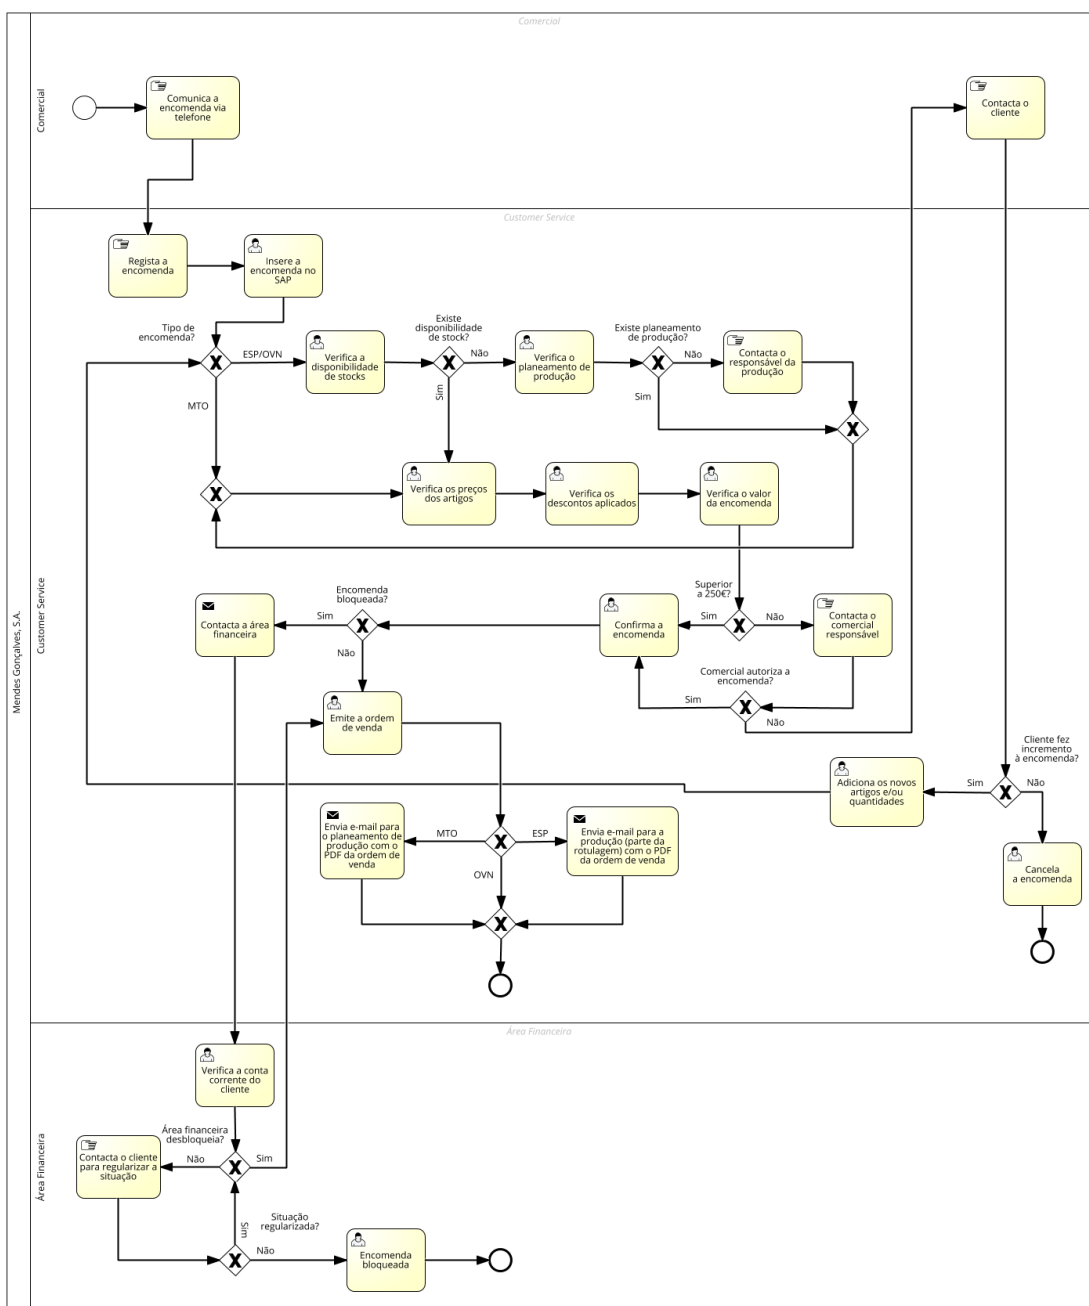 Comercial
Comercial
Comunica a
encomenda via
telefone
Contacta o
cliente
Mendes Gonçalves, S.A.
Customer Service
Customer Service
Regista a
encomenda
Insere a
encomenda no
SAP
Tipo de
encomenda?
ESP/OVN
MTO
Verifica a
disponibilidade
de stocks
Existe
disponibilidade
de stock?
Não
Sim
Verifica o
planeamento de
produção
Existe planeamento
de produção?
Não
Sim
Contacta o
responsável da
produção
Verifica os preços
dos artigos
Verifica os
descontos aplicados
Verifica o valor
da encomenda
Superior
a 250€?
Sim
Não
Contacta o
comercial
responsável
Confirma a
encomenda
Comercial autoriza a
encomenda?
Sim
Não
Encomenda
bloqueada?
Sim
Não
Contacta a área
financeira
Emite a ordem
de venda
Cliente fez
incremento
à encomenda?
Sim
Não
Adiciona os novos
artigos e/ou
quantidades
Cancela
a encomenda
Envia e-mail para
o planeamento de
produção com o
PDF da ordem de
venda
MTO
ESP
OVN
Envia e-mail para a
produção (parte da
rotulagem) com o PDF
da ordem de venda
Área Financeira
Área Financeira
Verifica a conta
corrente do
cliente
Área financeira
desbloqueia?
Não
Sim
Contacta o cliente
para regularizar a
situação
Situação
regularizada?
Sim
Não
Encomenda
bloqueada